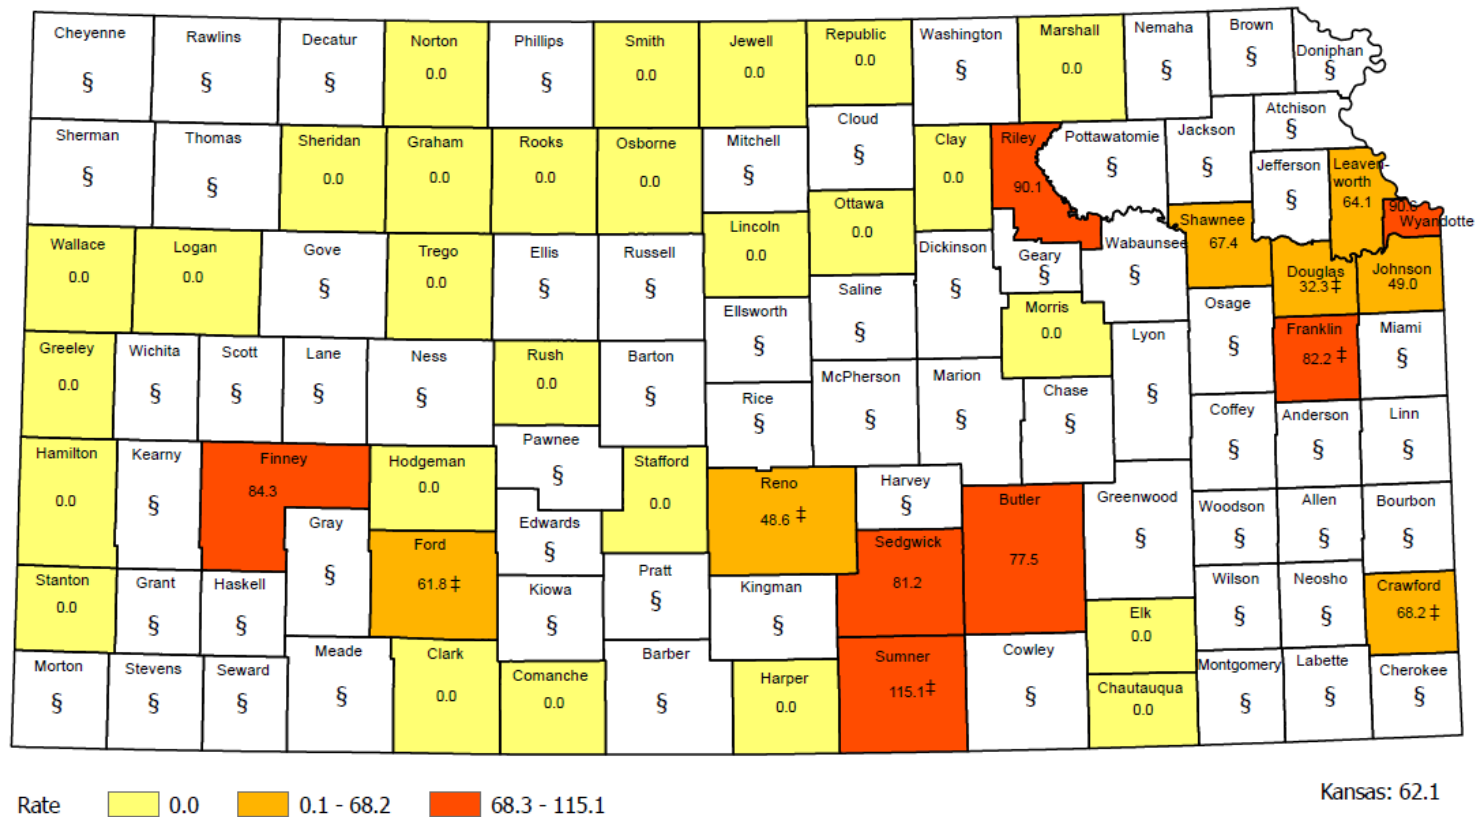 Cheyenne
§
Rawlins
§
Decatur
§
Norton
0.0
Phillips
§
Smith
0.0
Jewell
0.0
Republic
0.0
Washington
§
Marshall
0.0
Nemaha
§
Brown
§
Doniphan
§
Sherman
§
Thomas
§
Sheridan
0.0
Graham
0.0
Rooks
0.0
Osborne
0.0
Mitchell
§
Cloud
§
Clay
0.0
Riley
90.1
Pottawatomie
§
Jackson
§
Atchison
§
Jefferson
§
Leaven-
worth
64.1
90.6
Wyandotte
Wallace
0.0
Logan
0.0
Gove
§
Trego
0.0
Ellis
§
Russell
§
Lincoln
0.0
Ottawa
0.0
Dickinson
§
Geary
§
Wabaunsee
§
Shawnee
67.4
Douglas
32.3 ‡
Johnson
49.0
Ellsworth
§
Saline
§
Morris
0.0
Osage
§
Franklin
82.2 ‡
Miami
§
Greeley
0.0
Wichita
§
Scott
§
Lane
§
Ness
§
Rush
0.0
Barton
§
Rice
§
McPherson
§
Marion
§
Chase
§
Lyon
§
Coffey
§
Anderson
§
Linn
§
Hamilton
0.0
Kearny
§
Finney
84.3
Hodgeman
0.0
Pawnee
§
Stafford
0.0
Reno
48.6 ‡
Harvey
§
Butler
77.5
Greenwood
§
Woodson
§
Allen
§
Bourbon
§
Gray
§
Ford
61.8 ‡
Edwards
§
Sedgwick
81.2
Stanton
0.0
Grant
§
Haskell
§
Kiowa
§
Pratt
§
Kingman
§
Elk
0.0
Wilson
§
Neosho
§
Crawford
68.2 ‡
Morton
§
Stevens
§
Seward
§
Meade
§
Clark
0.0
Comanche
0.0
Barber
§
Harper
0.0
Sumner
115.1 ‡
Cowley
§
Chautauqua
0.0
Montgomery
§
Labette
§
Cherokee
§
Rate 0.0 0.1 - 68.2 68.3 - 115.1
Kansas: 62.1